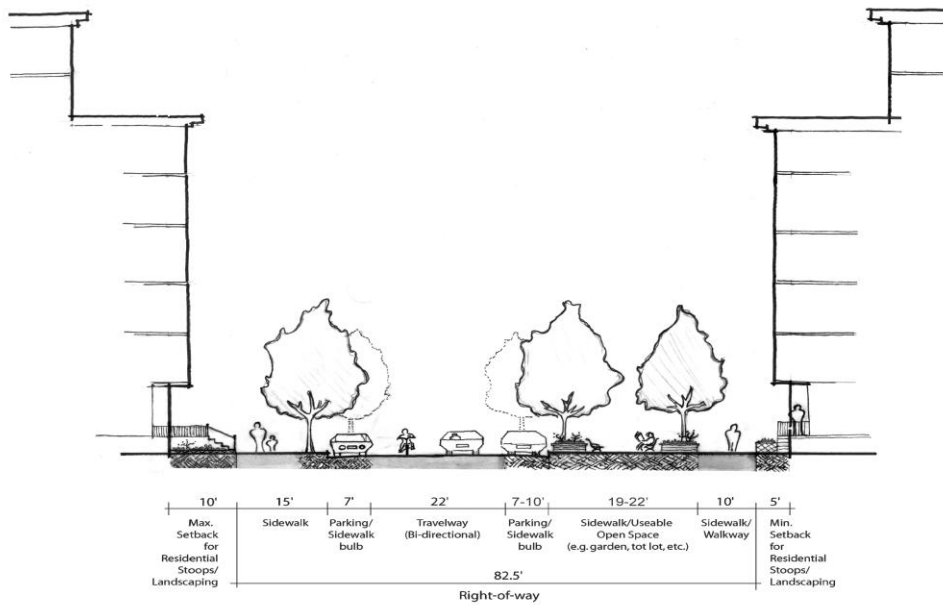 10' 15' 7' 22' 7-10' 19-22' 10' 5'
Max.
Setback
for
Residential
Stoops/
Landscaping
Sidewalk
Parking/
Sidewalk
bulb
Travelway
(Bi-directional)
Parking/
Sidewalk
bulb
Sidewalk/Useable
Open Space
(e.g. garden, tot lot, etc.)
Sidewalk/
Walkway
Min.
Setback
for
Residential
Stoops/
Landscaping
82.5'
Right-of-way